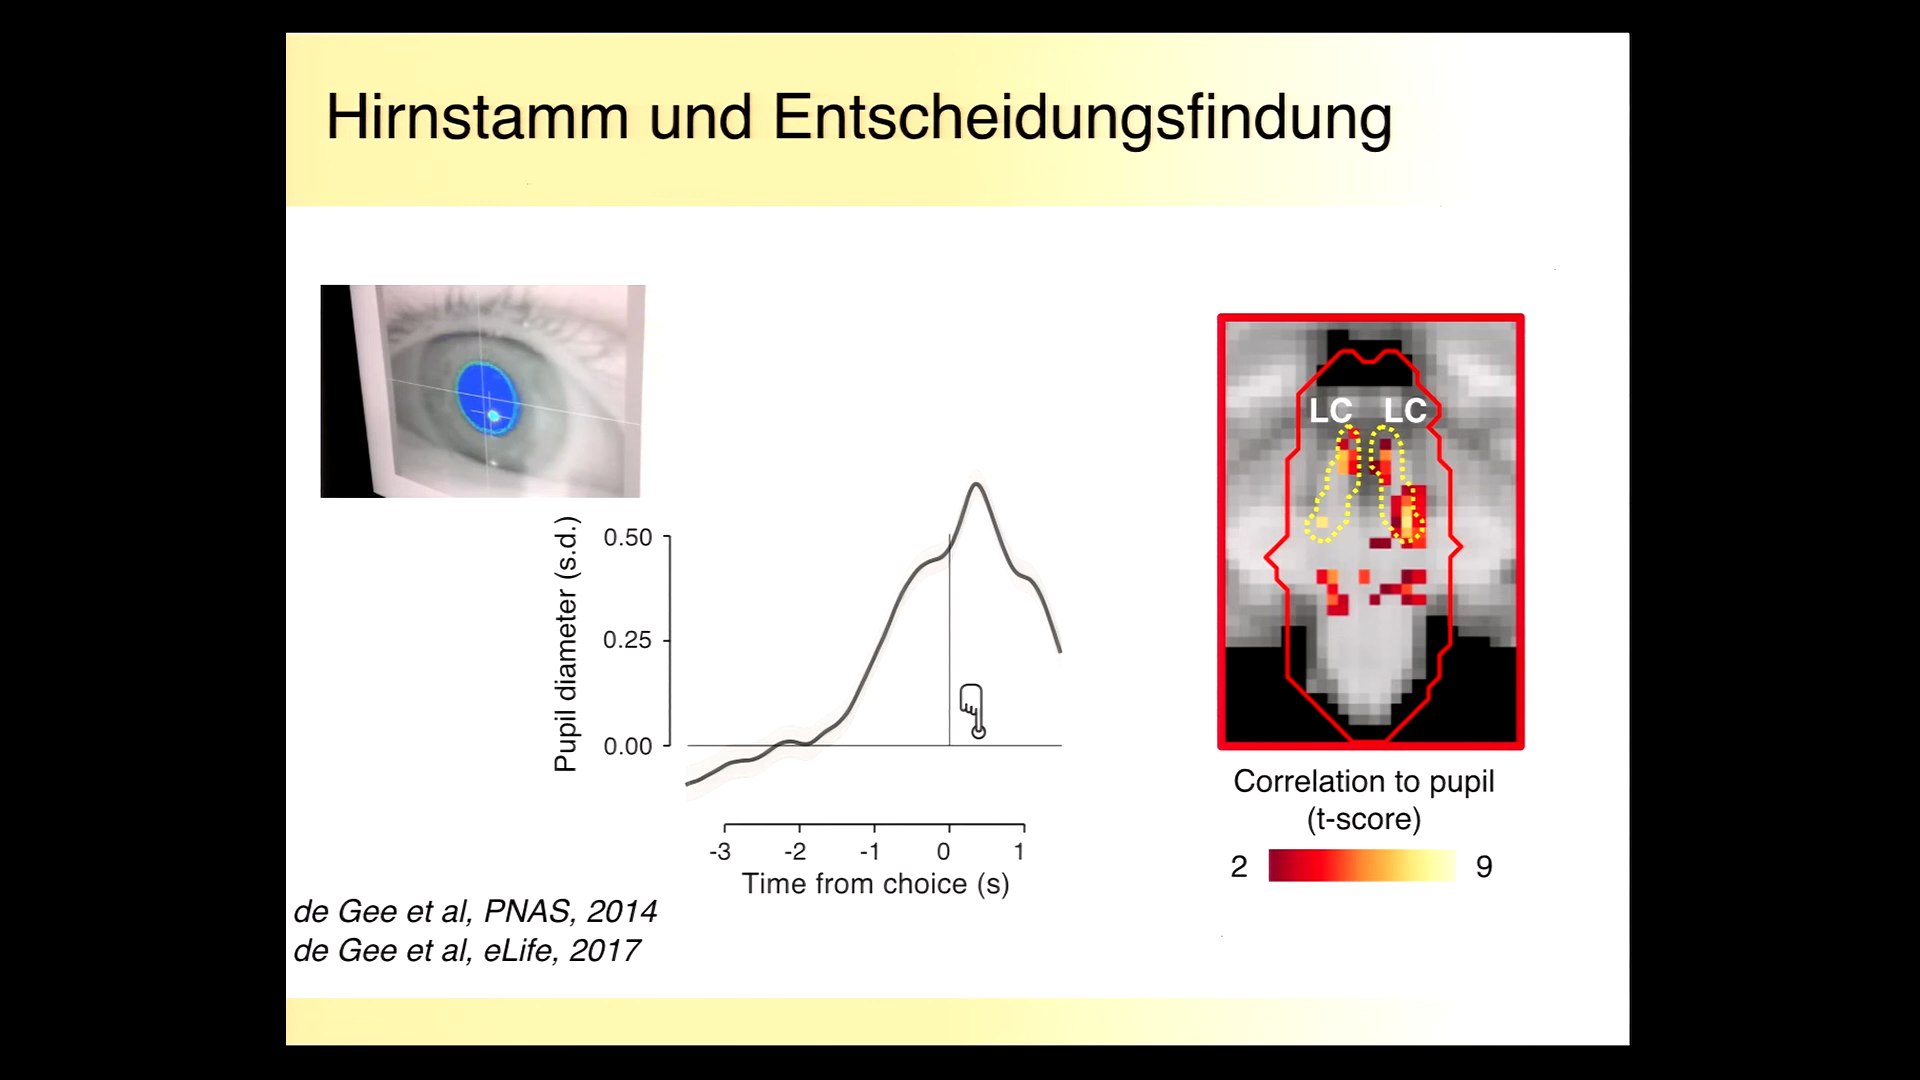 Hirnstamm und Entscheidungsfindung
LC LC
Pupil diameter (s.d.)
0.50
0.25
0.00
-3 -2 -1 0 1
Time from choice (s)
Correlation to pupil
(t-score)
2 9
de Gee et al, PNAS, 2014
de Gee et al, eLife, 2017